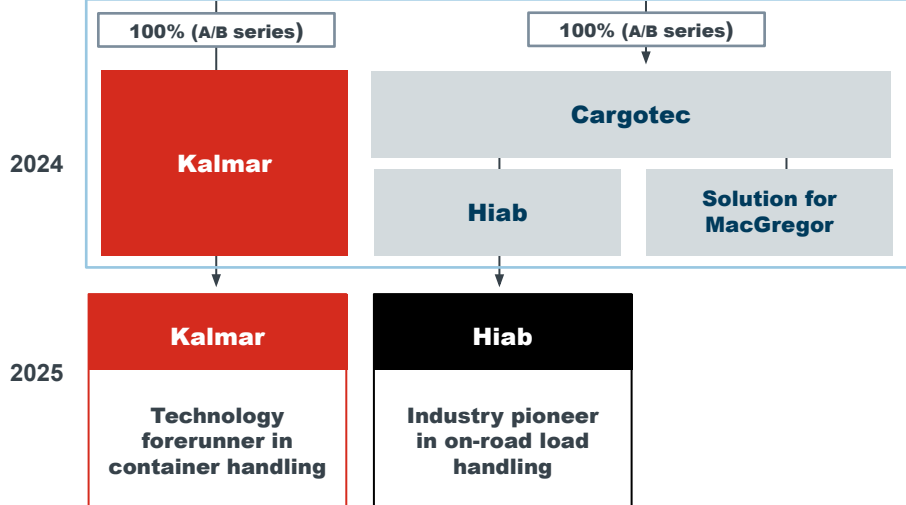 100% (A/B series)
100% (A/B series)
2024
Kalmar
Cargotec
Hiab
Solution for
MacGregor
2025
Kalmar
Hiab
Technology
forerunner in
container handling
Industry pioneer
in on-road load
handling